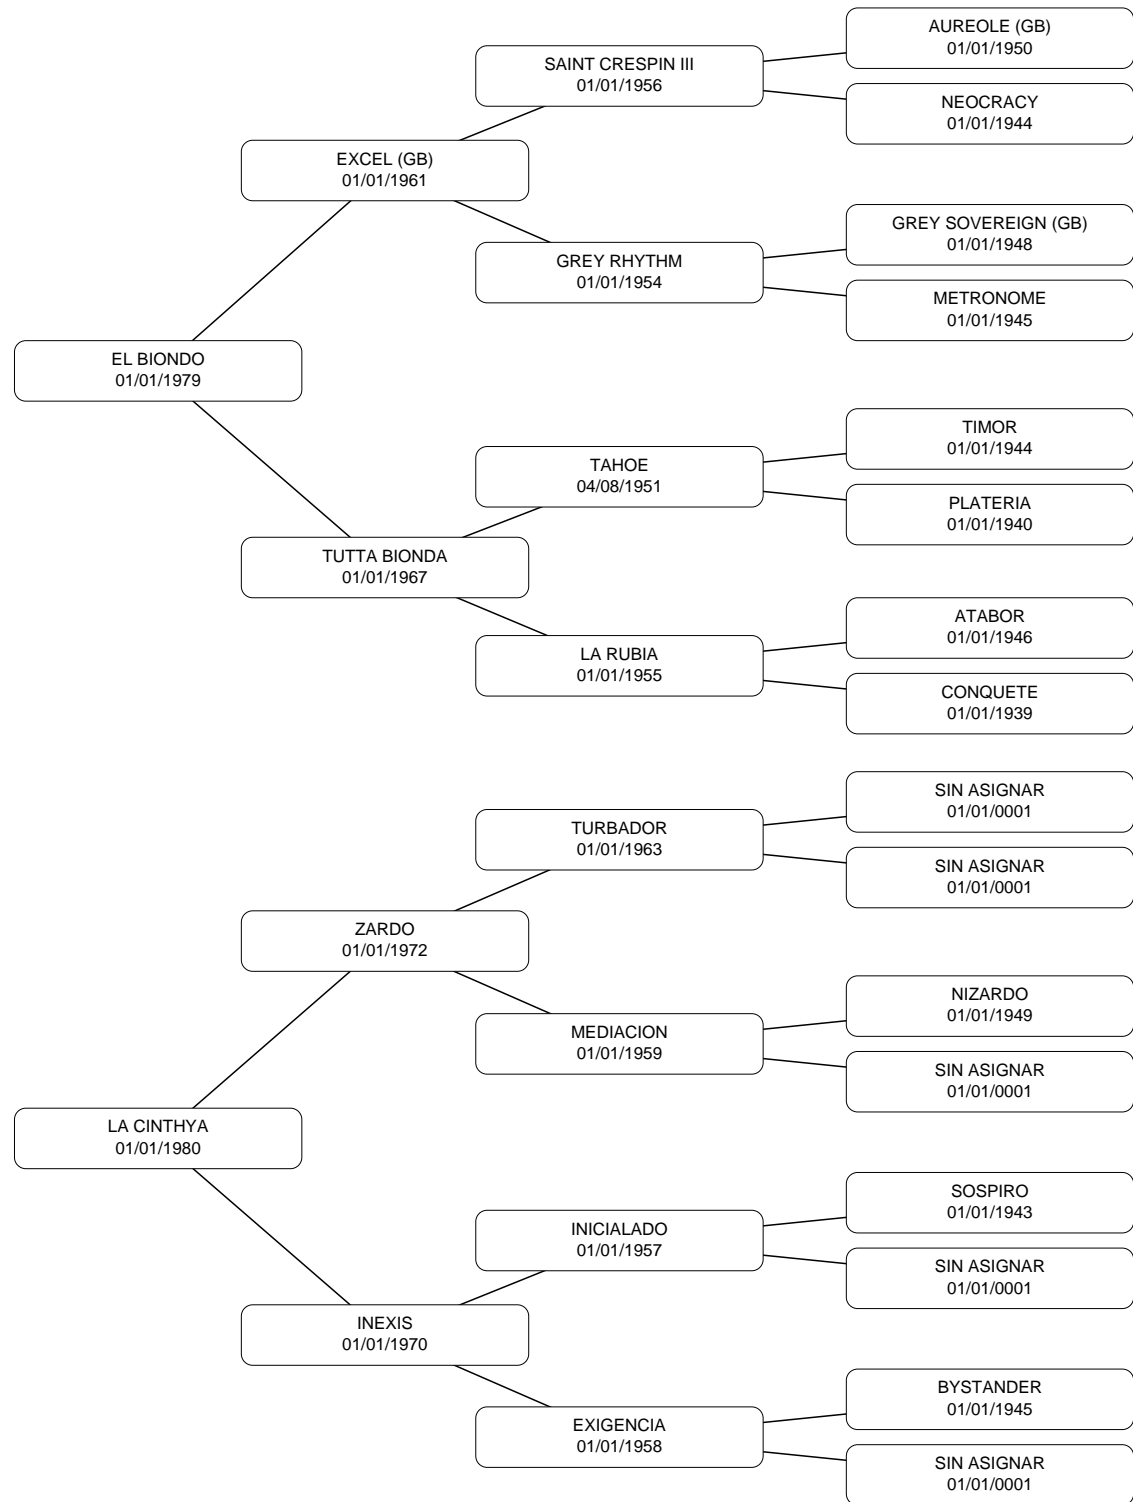 AUREOLE (GB)
01/01/1950
SAINT CRESPIN III
01/01/1956
NEOCRACY
01/01/1944
EXCEL (GB)
01/01/1961
GREY SOVEREIGN (GB)
01/01/1948
GREY RHYTHM
01/01/1954
METRONOME
01/01/1945
EL BIONDO
01/01/1979
TIMOR
01/01/1944
TAHOE
04/08/1951
PLATERIA
01/01/1940
TUTTA BIONDA
01/01/1967
ATABOR
01/01/1946
LA RUBIA
01/01/1955
CONQUETE
01/01/1939
SIN ASIGNAR
01/01/0001
TURBADOR
01/01/1963
SIN ASIGNAR
01/01/0001
ZARDO
01/01/1972
NIZARDO
01/01/1949
MEDIACION
01/01/1959
SIN ASIGNAR
01/01/0001
LA CINTHYA
01/01/1980
SOSPIRO
01/01/1943
INICIALADO
01/01/1957
SIN ASIGNAR
01/01/0001
INEXIS
01/01/1970
BYSTANDER
01/01/1945
EXIGENCIA
01/01/1958
SIN ASIGNAR
01/01/0001